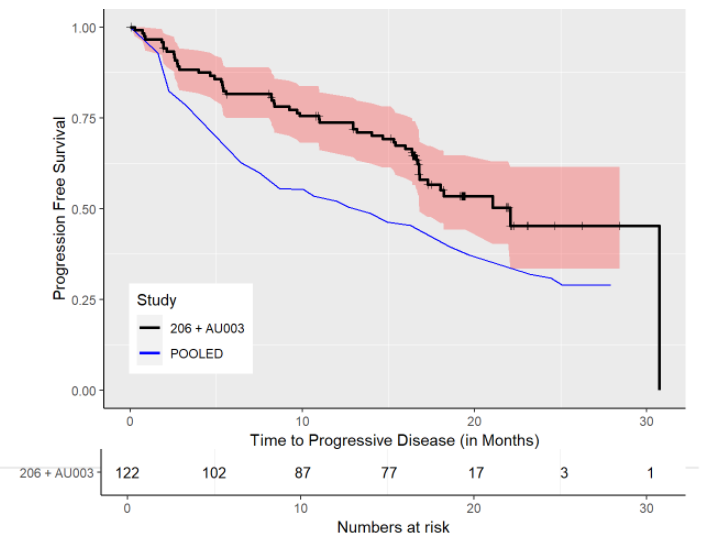 1.00
0.75
0.50
0.25
0.00
Progression Free Survival
Study
206 + AU003
POOLED
0 10 20 30
Time to Progressive Disease (in Months)
206 + AU003 122 102 87 77 17 3 1
0 10 20 30
Numbers at risk